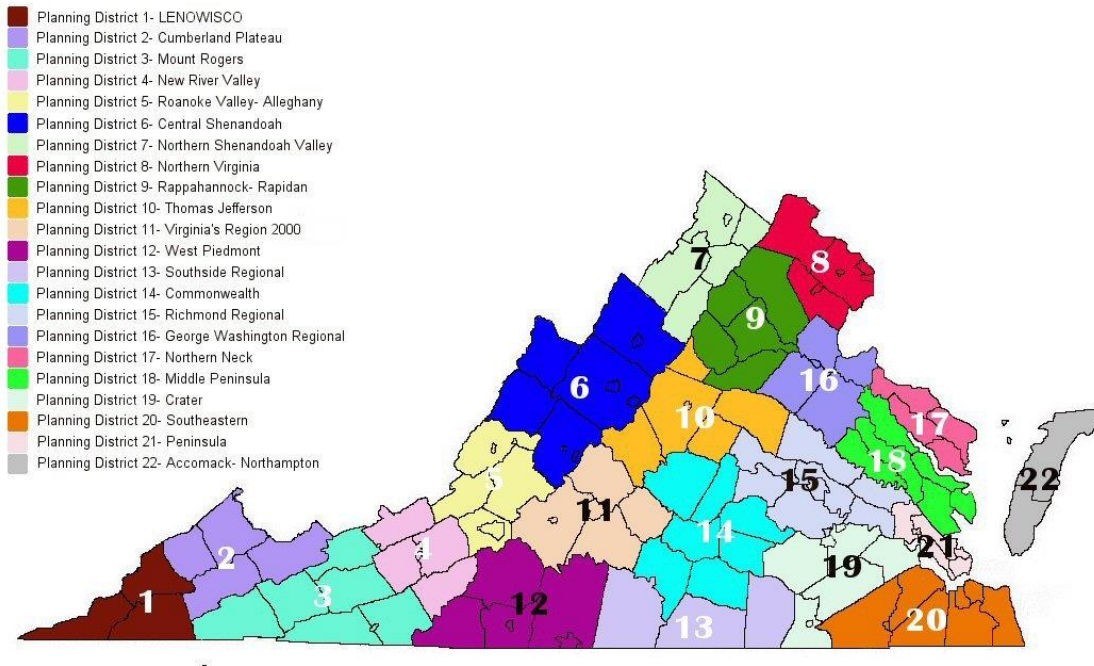 Planning District 1- LENOWISCO
Planning District 2- Cumberland Plateau
Planning District 3- Mount Rogers
Planning District 4- New River Valley
Planning District 5- Roanoke Valley- Alleghany
Planning District 6- Central Shenandoah
Planning District 7- Northern Shenandoah Valley
Planning District 8- Northern Virginia
Planning District 9- Rappahannock- Rapidan
Planning District 10- Thomas Jefferson
Planning District 11- Virginia's Region 2000
Planning District 12- West Piedmont
Planning District 13- Southside Regional
Planning District 14- Commonwealth
Planning District 15- Richmond Regional
Planning District 16- George Washington Regional
Planning District 17- Northern Neck
Planning District 18- Middle Peninsula
Planning District 19- Crater
Planning District 20- Southeastern
Planning District 21- Peninsula
Planning District 22- Accomack- Northampton
7
8
9
6
16
10
17
18
5
15
22
11
14
21
4
2
19
3
1
12
20
13